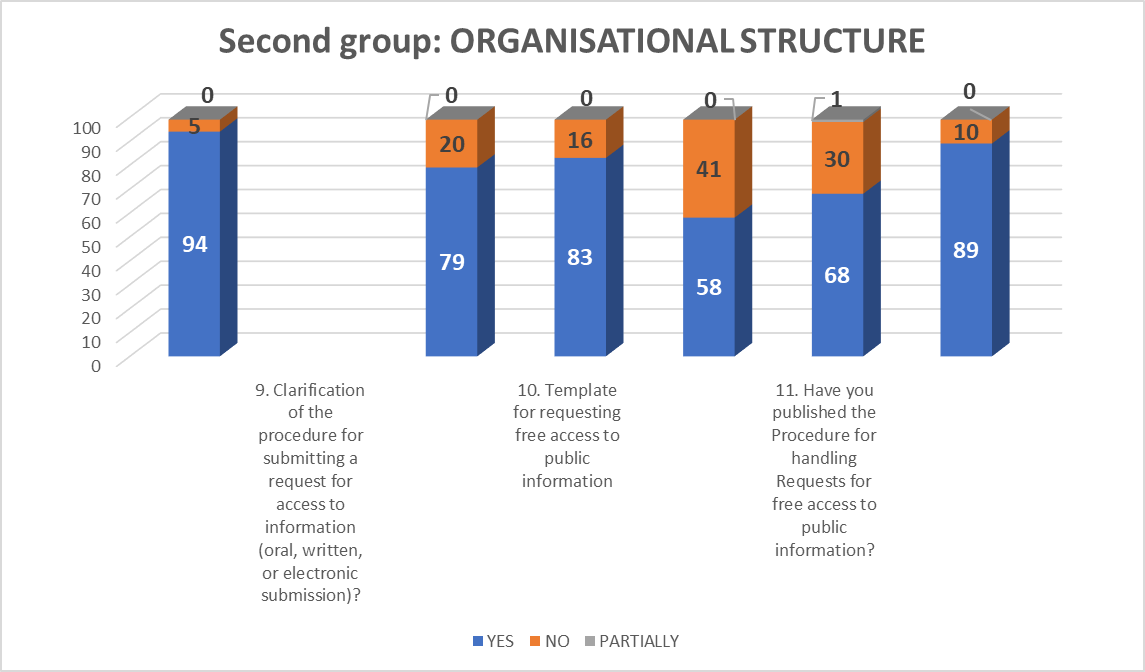 Second group: ORGANISATIONAL STRUCTURE
0 0 0 0 1 0
5 20 16 41 30 10
94 79 83 58 68 89
100
90
80
70
60
50
40
30
20
10
0
9. Clarification
of the
procedure for
submitting a
request for
access to
information
(oral, written,
or electronic
submission)?
10. Template
for requesting
free access to
public
information
11. Have you
published the
Procedure for
handling
Requests for
free access to
public
information?
YES NO PARTIALLY